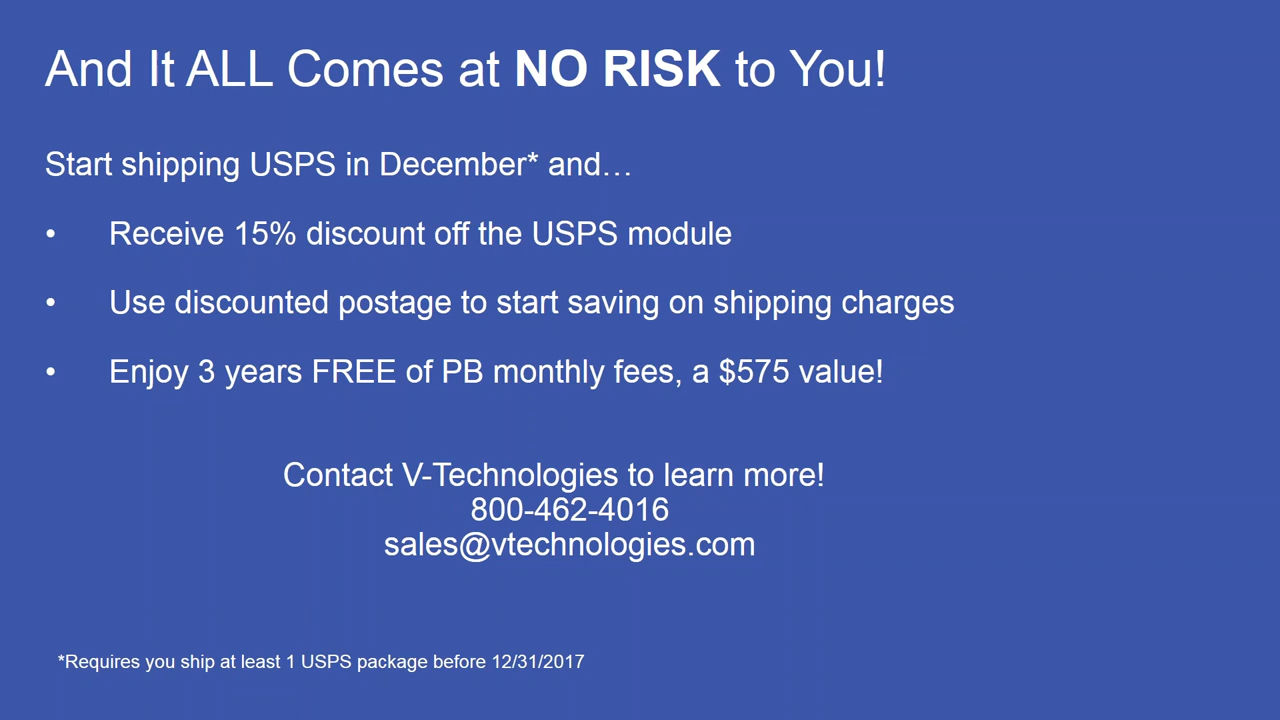 And It ALL Comes at NO RISK to You!
Start shipping USPS in December* and…
• Receive 15% discount off the USPS module
• Use discounted postage to start saving on shipping charges
• Enjoy 3 years FREE of PB monthly fees, a $575 value!
Contact V-Technologies to learn more!
800-462-4016
sales@vtechnologies.com
*Requires you ship at least 1 USPS package before 12/31/2017